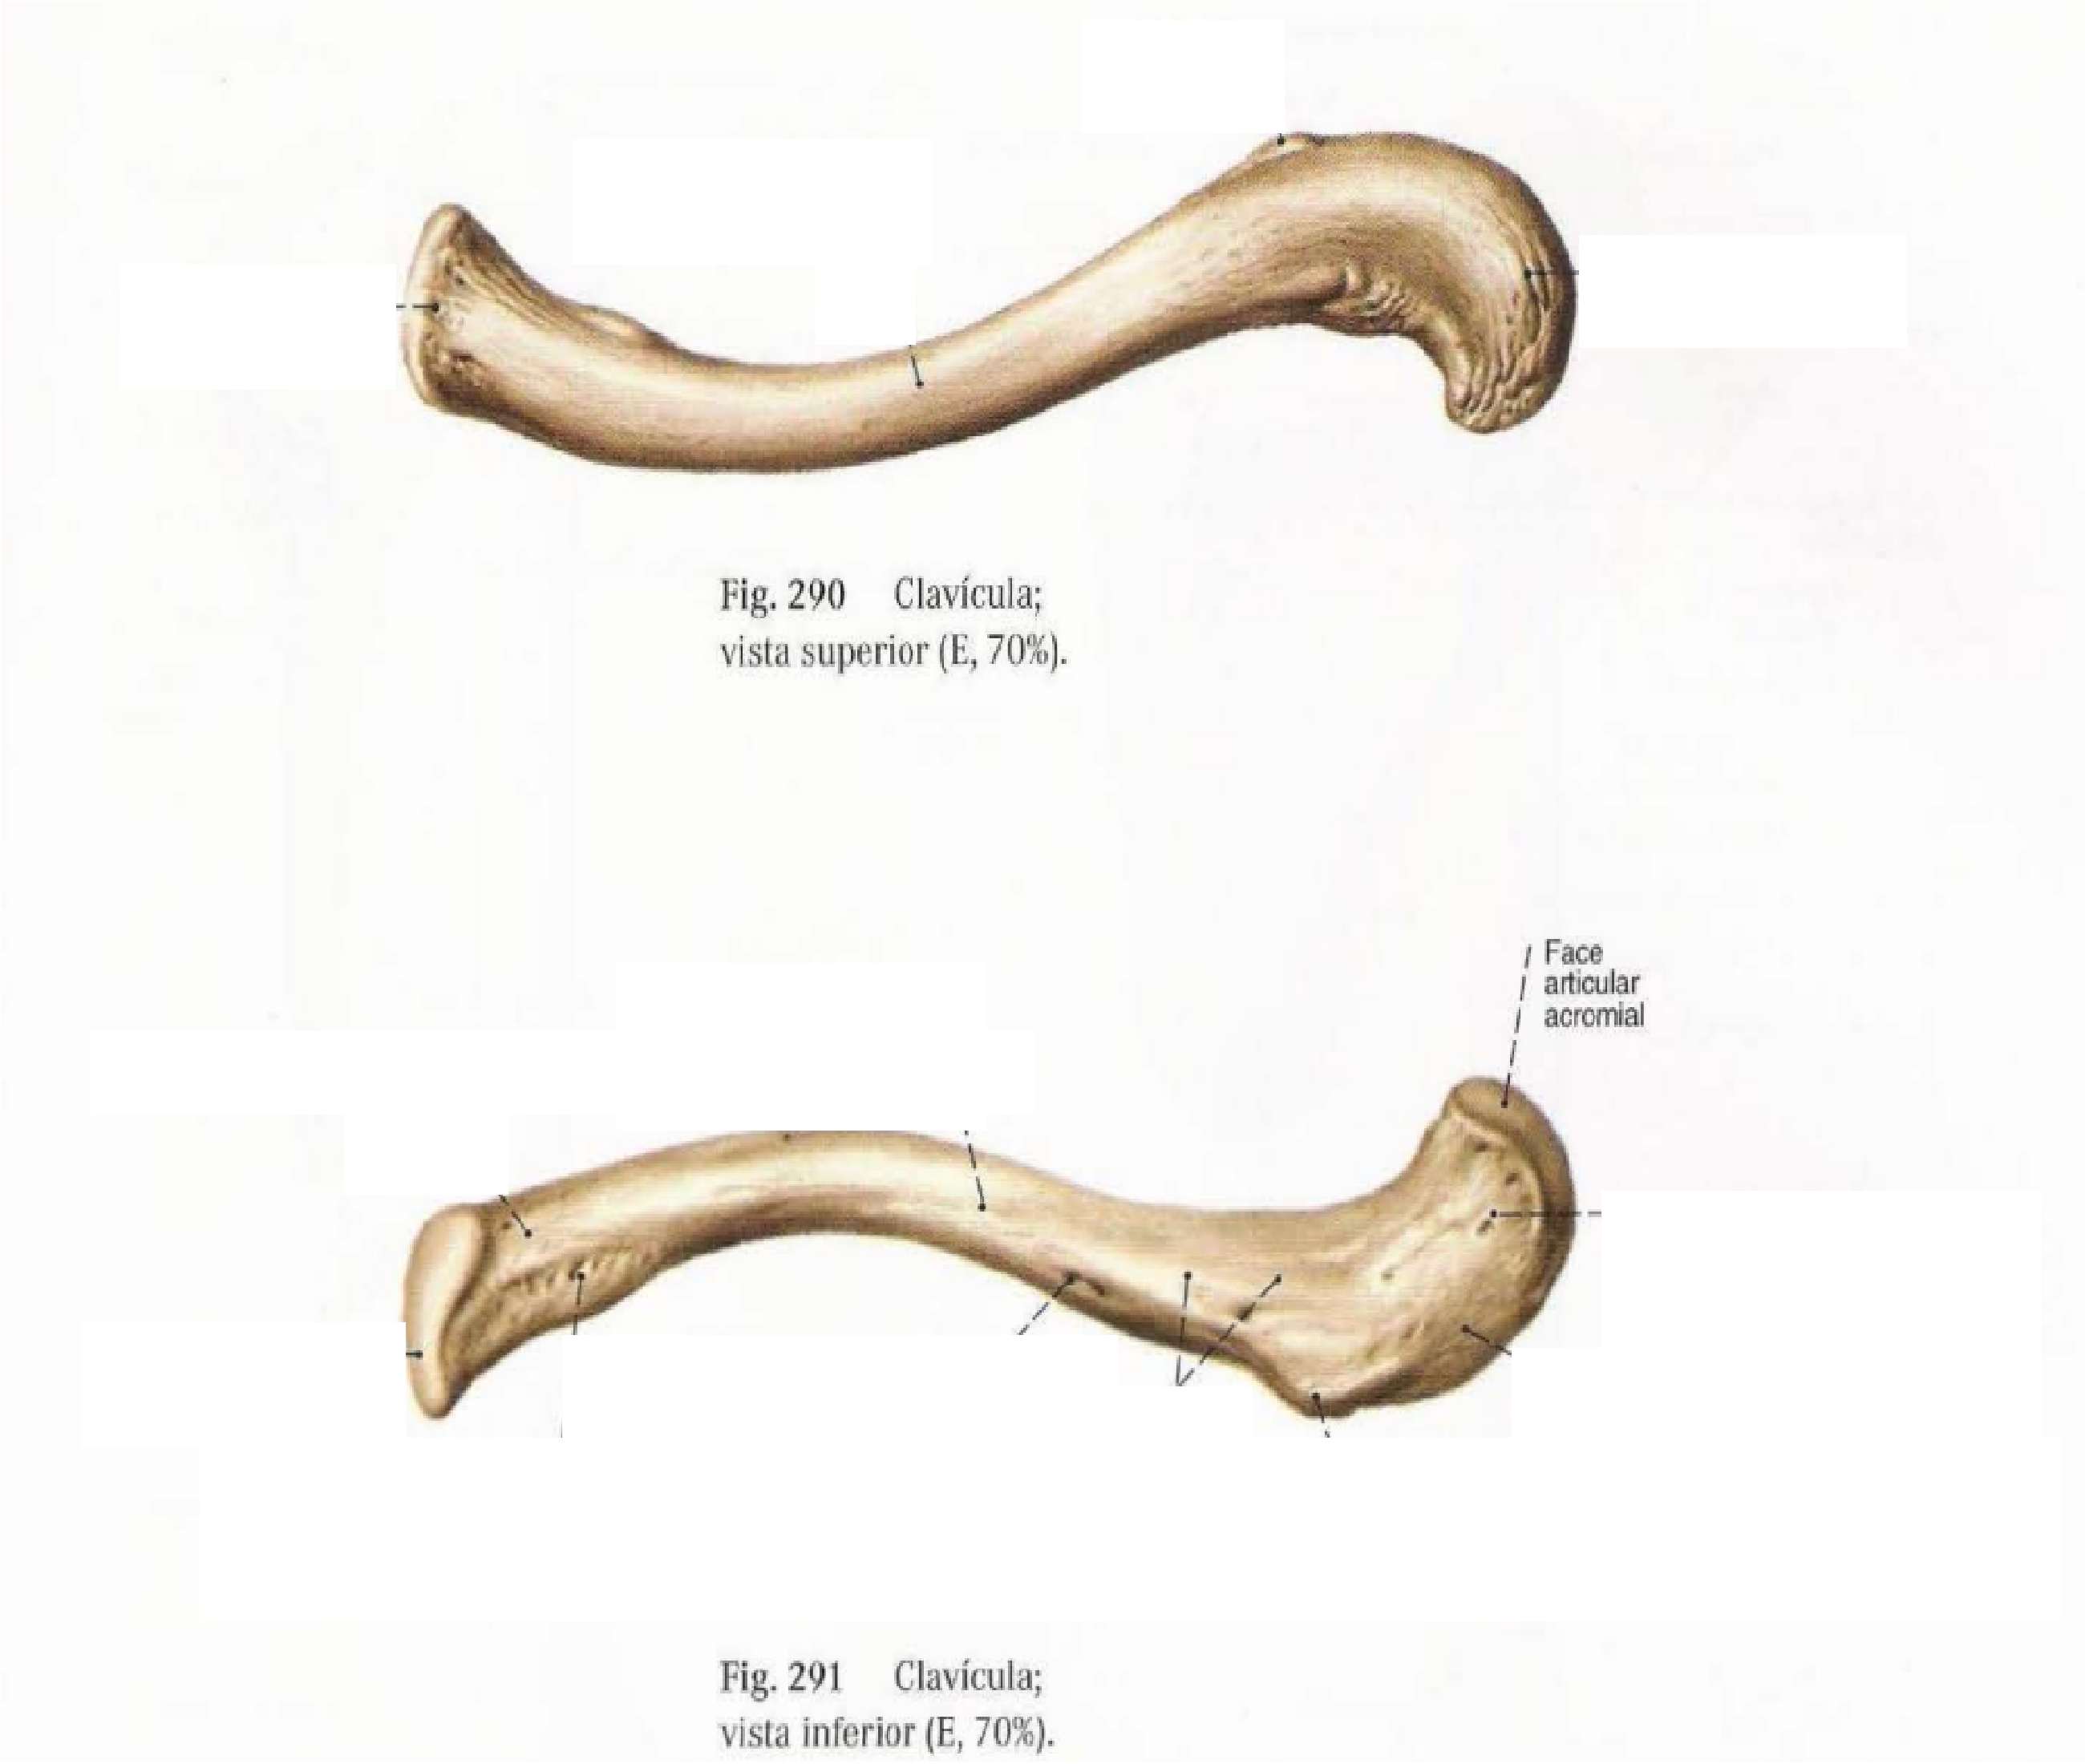 Fig. 290 Clavícula;
vista superior (E, 70%).
Face
articular
acromial
Fig. 291 Clavícula;
vista inferior (E, 70%).